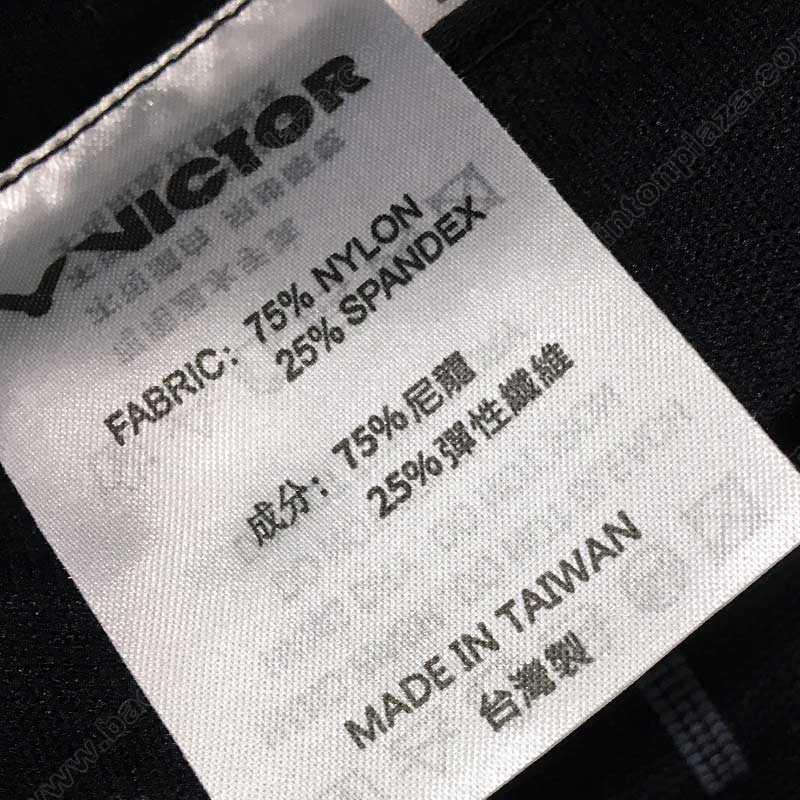 VICTOR
FABRIC: 75% NYLON
25% SPANDEX
成分: 75%尼龍
25%彈性纖維
MADE IN TAIWAN
台灣製